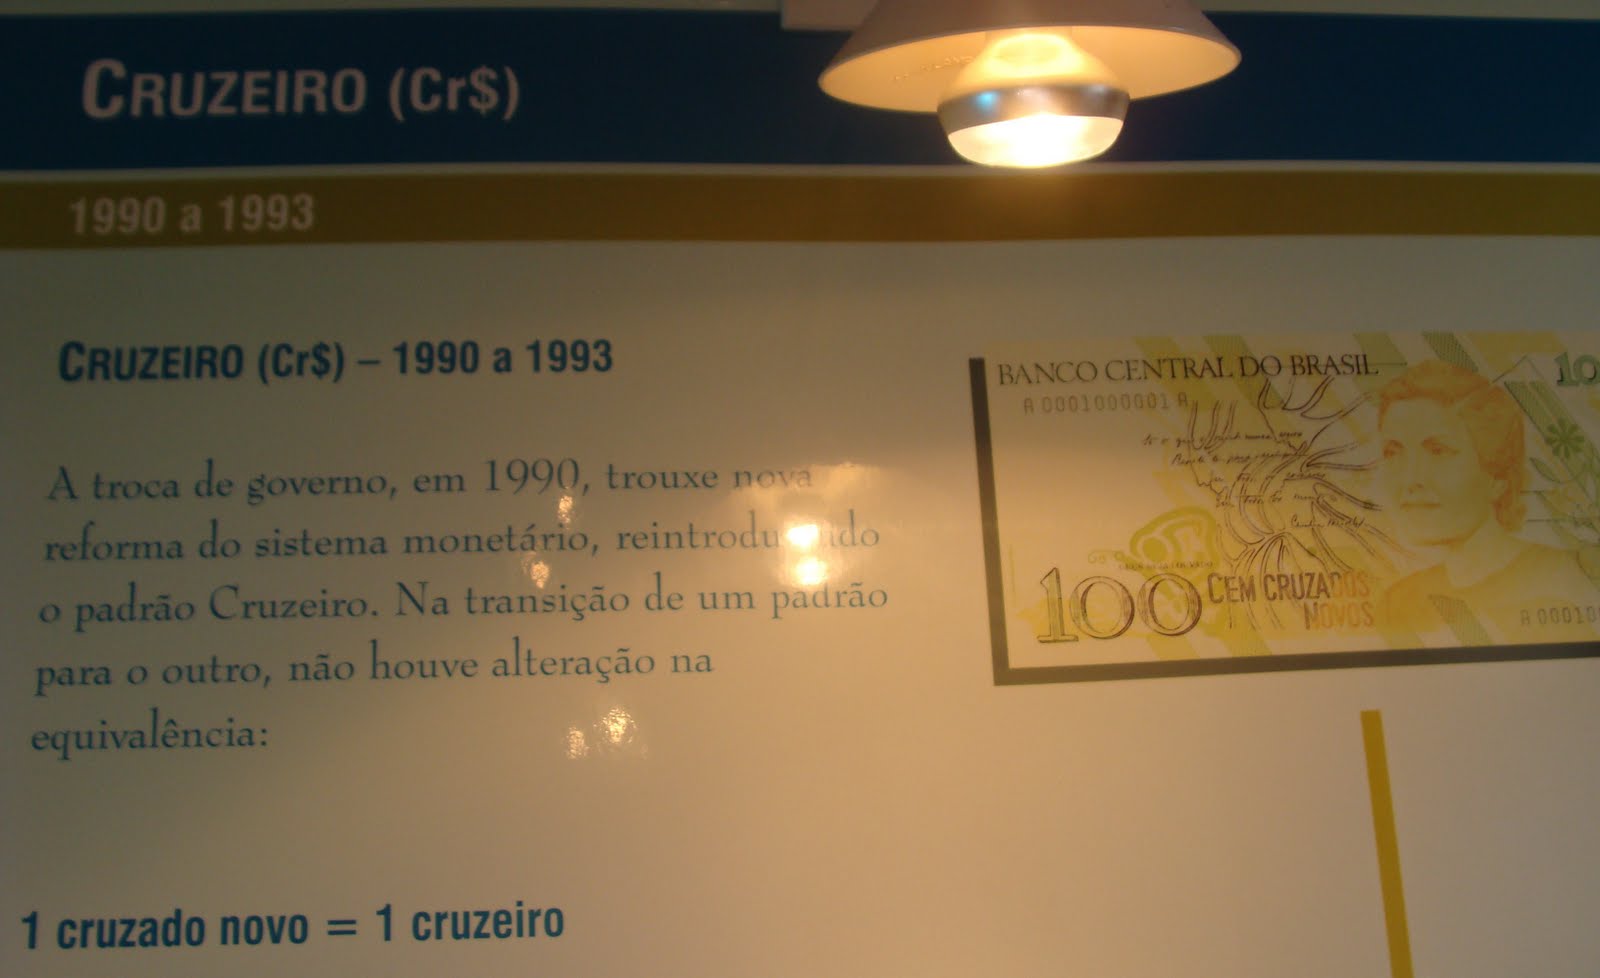 CRUZEIRO (Cr$)
1990 a 1993
CRUZEIRO (Cr$) – 1990 a 1993
A troca de governo, em 1990, trouxe nova
reforma do sistema monetário,
o padrão Cruzeiro. Na transição de um padrão
para o outro, não houve alteração na
equivalência:
1 cruzado novo = 1 cruzeiro
BANCO CENTRAL DO BRASIL
A 0001000001 A
100 CEM CRUZADOS
NOVOS